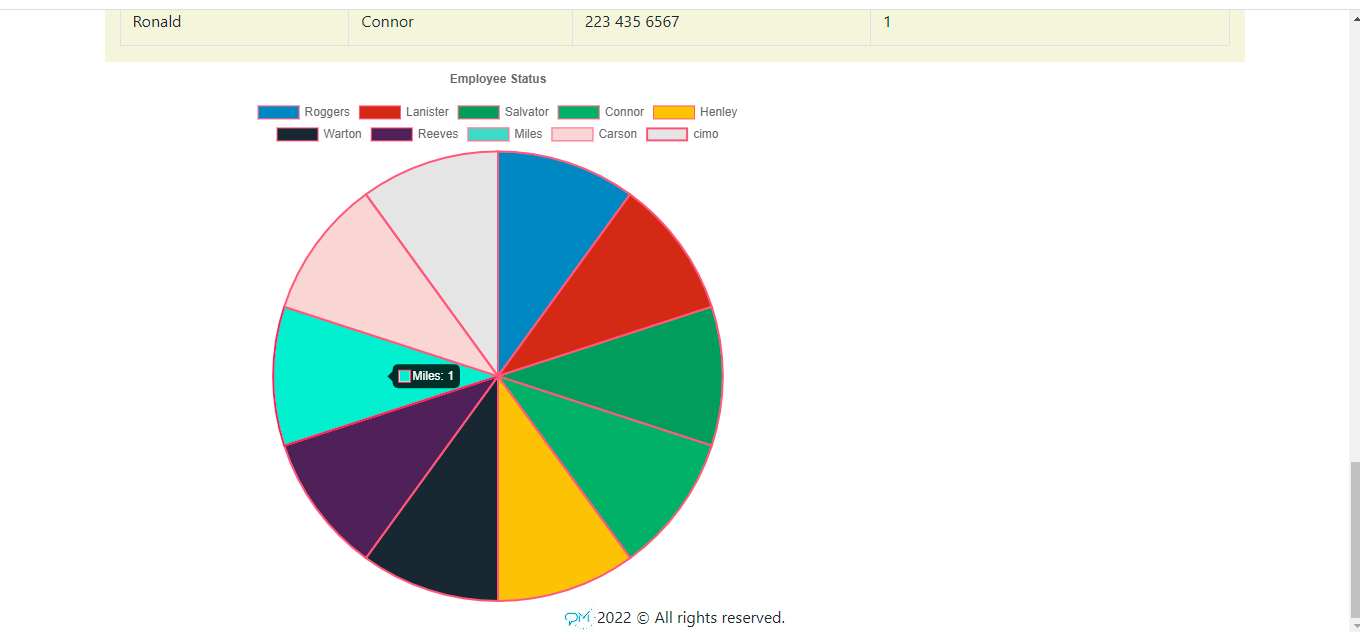 Ronald Connor 223 435 6567 1
Employee Status
Roggers Lanister Salvator Connor Henley
Warton Reeves Miles Carson cimo
Miles: 1
PM 2022 © All rights reserved.